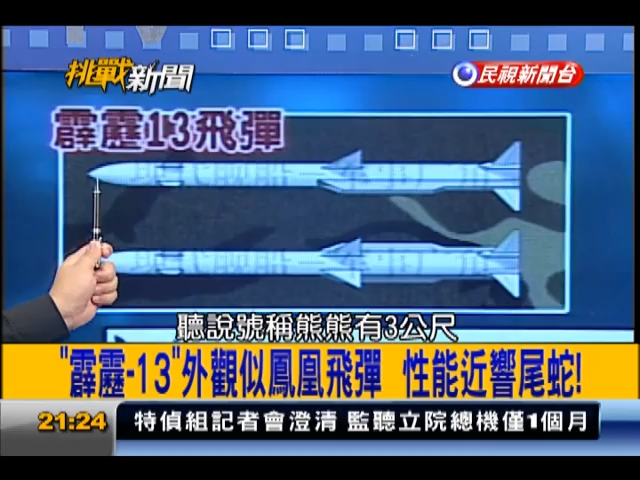 挑戰新聞
民視新聞台
霹靂13飛彈
聽說號稱熊熊有3公尺
"霹靂-13"外觀似鳳凰飛彈 性能近響尾蛇!
21:24 特偵組記者會澄清 監聽立院總機僅1個月